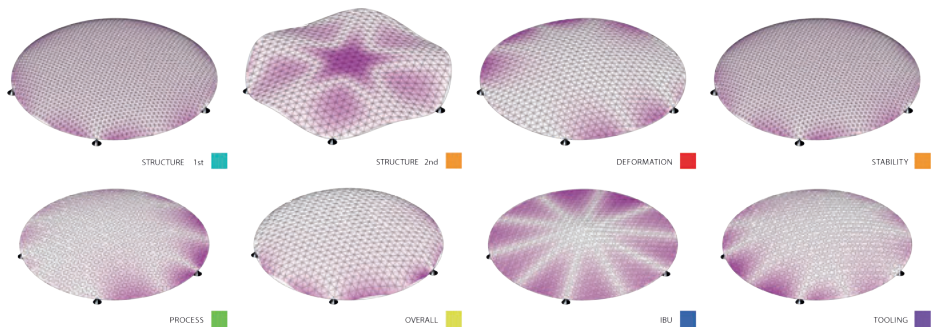 STRUCTURE 1st
STRUCTURE 2nd
DEFORMATION
STABILITY
PROCESS
OVERALL
IBU
TOOLING